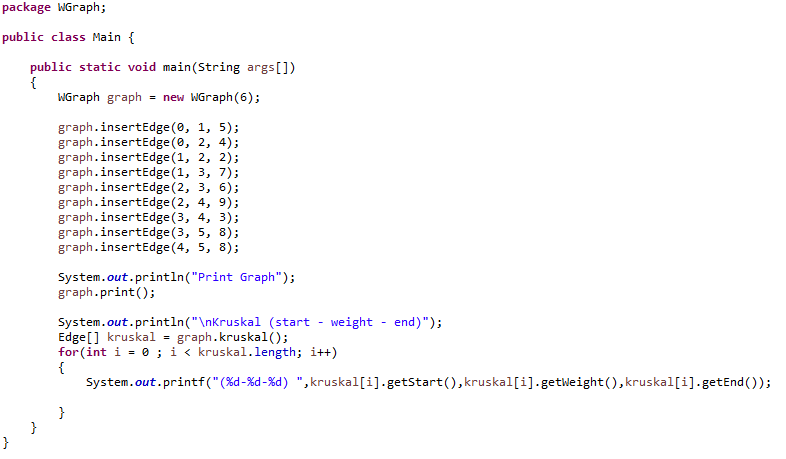 package WGraph;
public class Main {
public static void main(String args[])
{
WGraph graph = new WGraph(6);
graph.insertEdge(0, 1, 5);
graph.insertEdge(0, 2, 4);
graph.insertEdge(1, 2, 2);
graph.insertEdge(1, 3, 7);
graph.insertEdge(2, 3, 6);
graph.insertEdge(2, 4, 9);
graph.insertEdge(3, 4, 3);
graph.insertEdge(3, 5, 8);
graph.insertEdge(4, 5, 8);
System.out.println("Print Graph");
graph.print();
System.out.println("\nKruskal (start - weight - end)");
Edge[] kruskal = graph.kruskal();
for(int i = 0 ; i < kruskal.length; i++)
{
System.out.printf("(%d-%d-%d) ",kruskal[i].getStart(),kruskal[i].getWeight(),kruskal[i].getEnd());
}
}
}